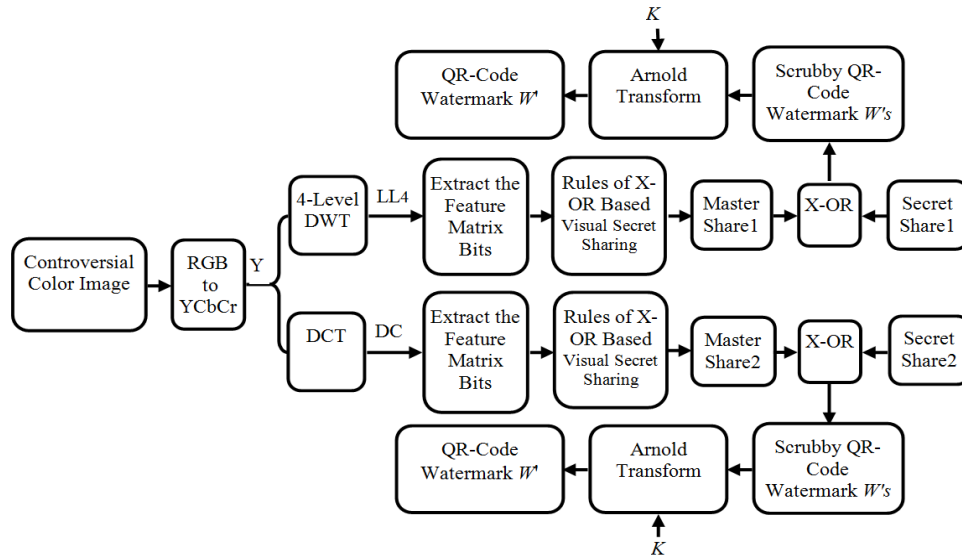 K
QR-Code
Watermark W'
Arnold
Transform
Scrubby QR-
Code
Watermark W's
4-Level
DWT
LL4
Extract the
Feature
Matrix
Bits
Rules of X-
OR Based
Visual Secret
Sharing
Master
Share1
X-OR
Secret
Share1
Controversial
Color Image
RGB
to
YCbCr
Y
DCT
DC
Extract the
Feature
Matrix
Bits
Rules of X-
OR Based
Visual Secret
Sharing
Master
Share2
X-OR
Secret
Share2
QR-Code
Watermark W'
Arnold
Transform
Scrubby QR-
Code
Watermark W's
K